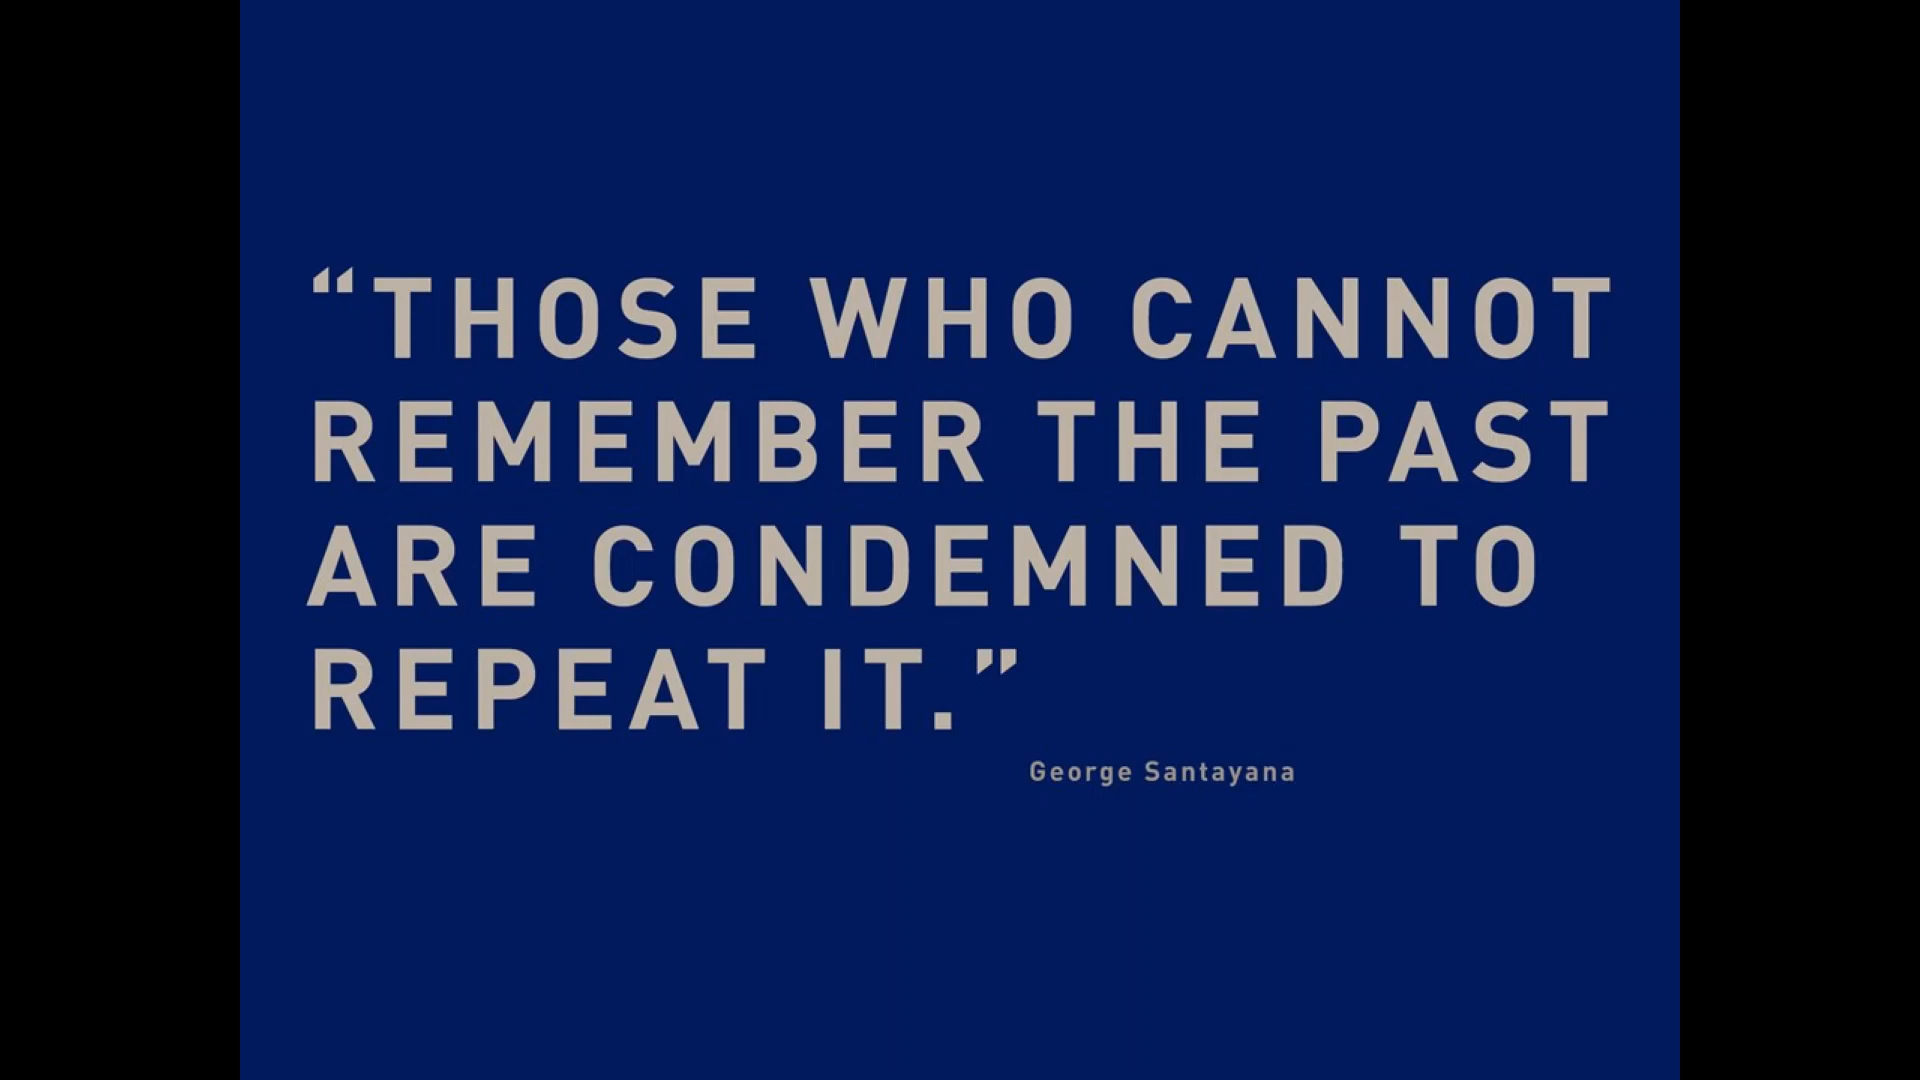 “THOSE WHO CANNOT
REMEMBER THE PAST
ARE CONDEMNED TO
REPEAT IT.”
George Santayana